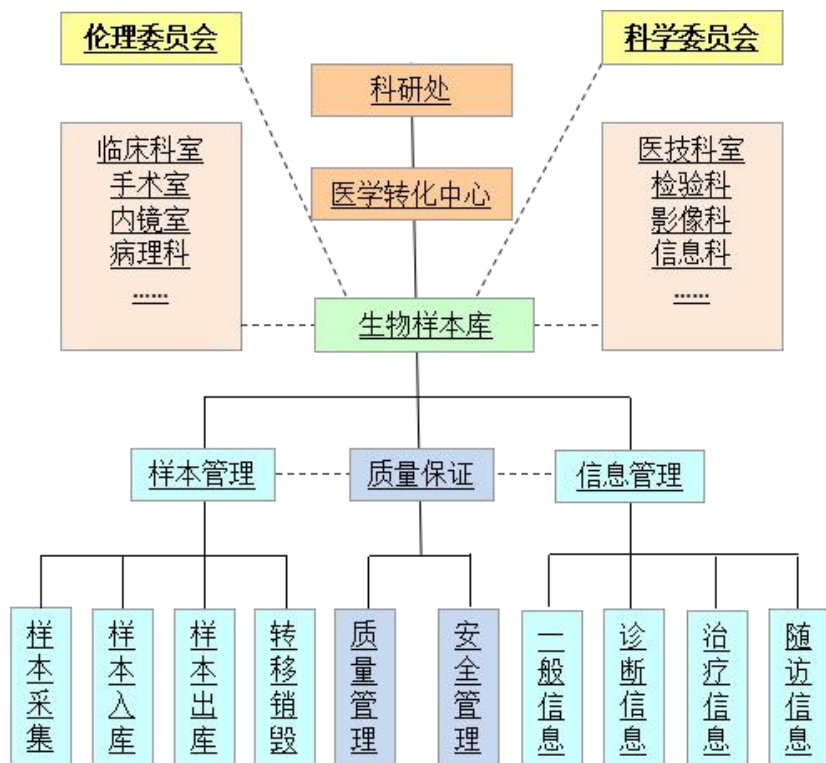 伦理委员会
科学委员会
科研处
临床科室
手术室
内镜室
病理科
……
医学转化中心
医技科室
检验科
影像科
信息科
……
生物样本库
样本管理
质量保证
信息管理
样本采集
样本入库
样本出库
转移销毁
质量管理
安全管理
一般信息
诊断信息
治疗信息
随访信息